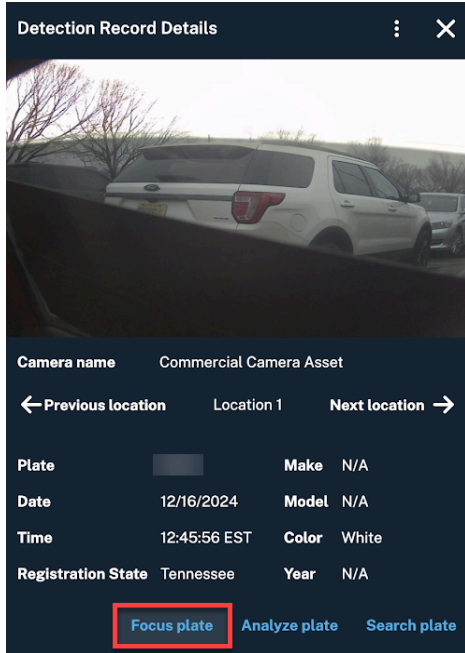 Detection Record Details
Camera name Commercial Camera Asset
←Previous location Location 1 Next location →
Plate Make N/A
Date 12/16/2024 Model N/A
Time 12:45:56 EST Color White
Registration State Tennessee Year N/A
Focus plate Analyze plate Search plate